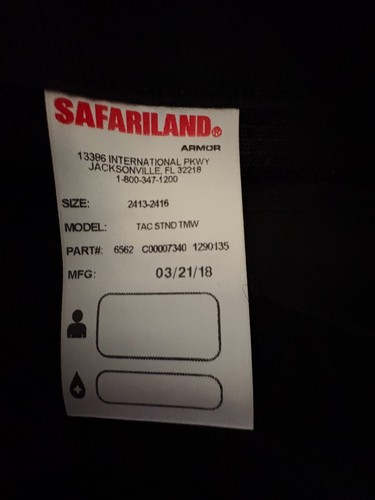 SAFARILAND®
ARMOR
13386 INTERNATIONAL PKWY
JACKSONVILLE, FL 32218
1-800-347-1200
SIZE: 2413-2416
MODEL: TAC STND TMW
PART#: 6562 C00007340 1290135
MFG: 03/21/18